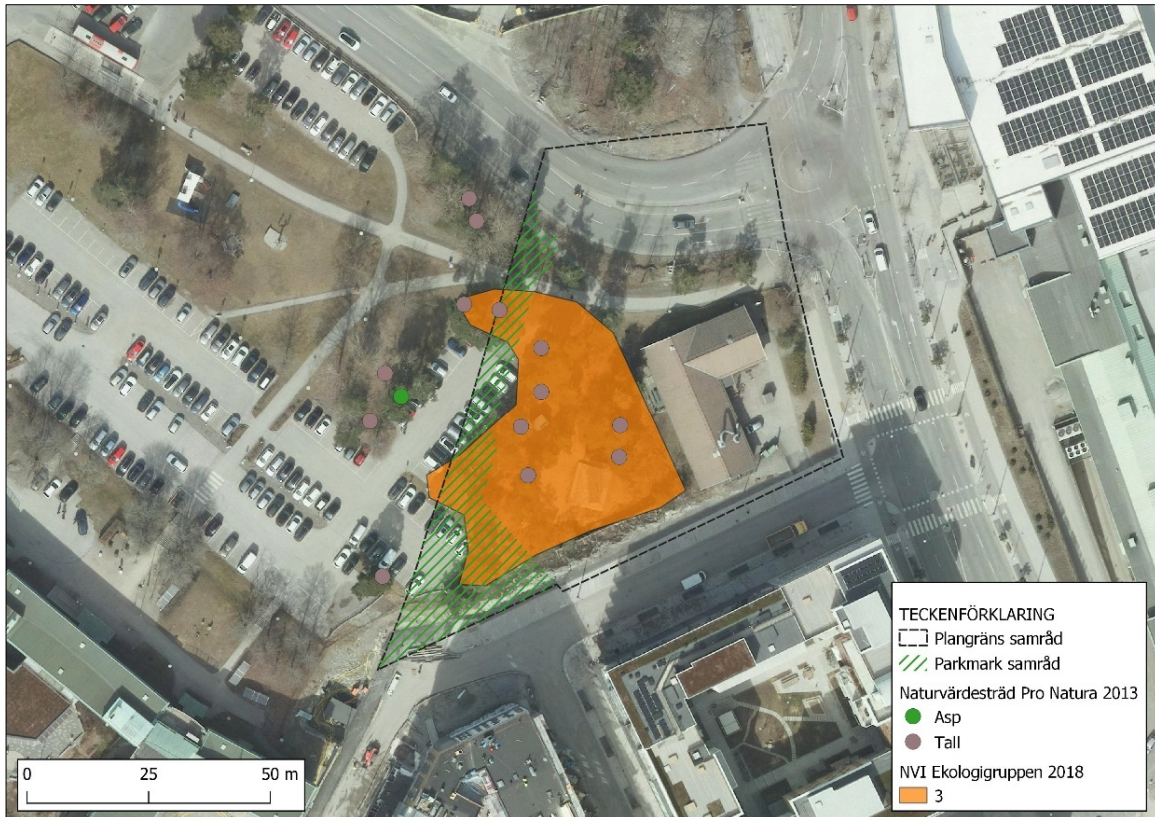 TECKENFÖRKLARING
Plangräns samråd
Parkmark samråd
Naturvärdesträd Pro Natura 2013
Asp
Tall
NVI Ekologigruppen 2018
3
0 25 50 m